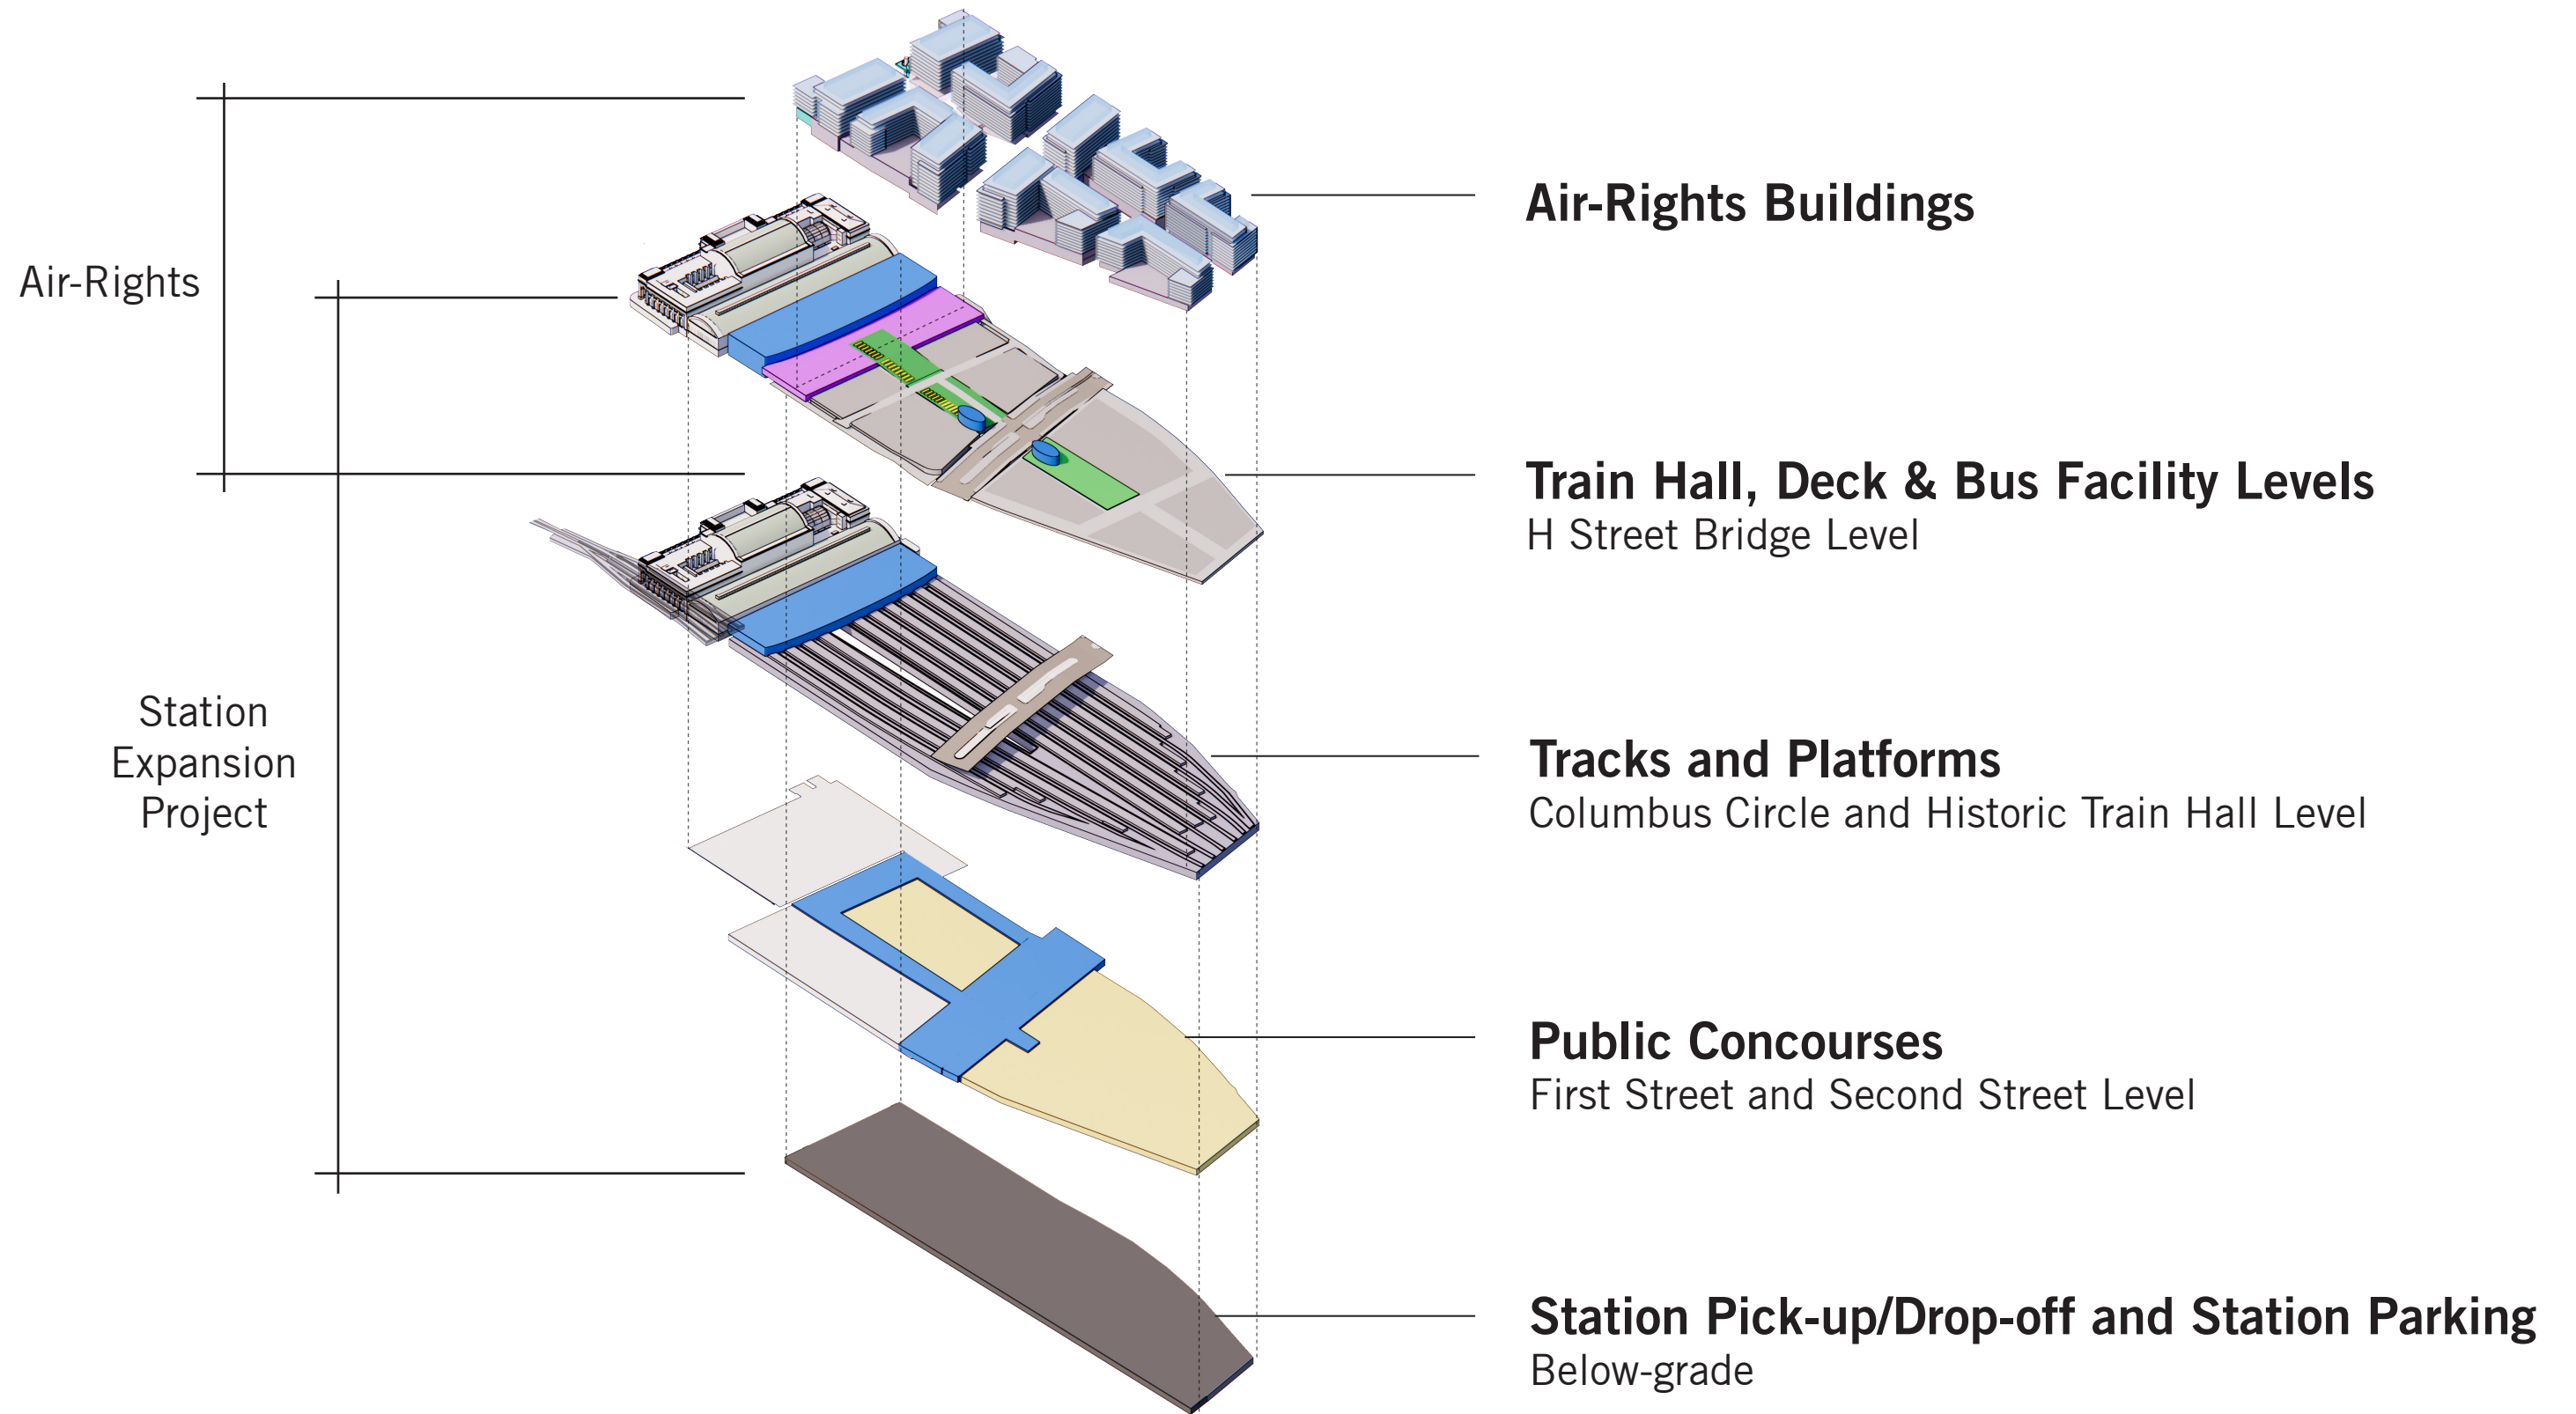 Air-Rights
Station
Expansion
Project
Air-Rights Buildings
Train Hall, Deck & Bus Facility Levels
H Street Bridge Level
Tracks and Platforms
Columbus Circle and Historic Train Hall Level
Public Concourses
First Street and Second Street Level
Station Pick-up/Drop-off and Station Parking
Below-grade